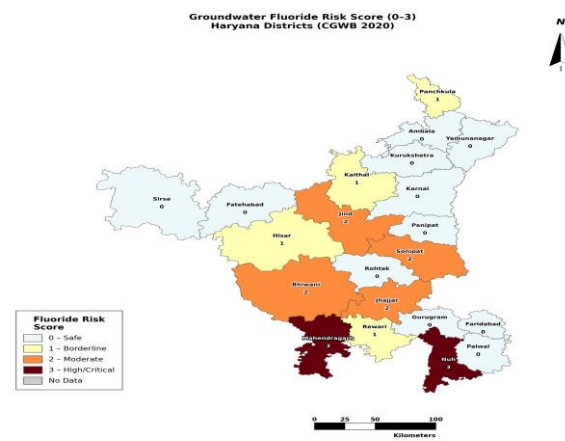 Groundwater Fluoride Risk Score (0–3)
Haryana Districts (CGWB 2020)
N
Panchkula
1
Ambala
0
Yamunanagar
0
Kurukshetra
0
Kaithal
1
Karnal
0
Sirsa
0
Fatehabad
0
Jind
2
Panipat
0
Hisar
1
Sonipat
2
Rohtak
0
Bhiwani
2
Jhajjar
2
Gurugram
0
Faridabad
0
Mahendragarh
3
Rewari
1
Palwal
0
Nuh
3
Fluoride Risk
Score
0 – Safe
1 – Borderline
2 – Moderate
3 – High/Critical
No Data
0 25 50 100
Kilometers